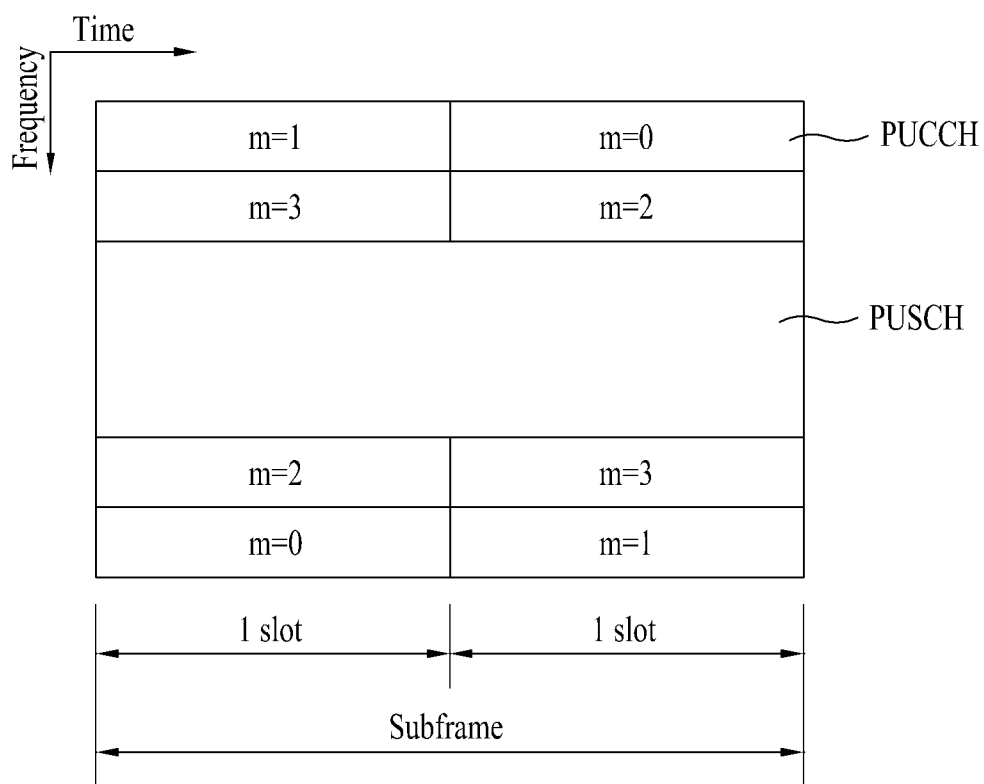 Time
Frequency
m=1
m=0
PUCCH
m=3
m=2
PUSCH
m=2
m=3
m=0
m=1
1 slot
1 slot
Subframe